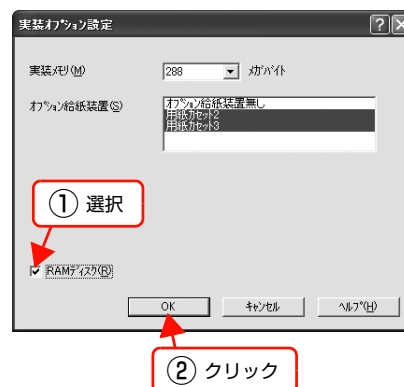 実装ｵﾌﾟｼｮﾝ設定
実装ﾒﾓﾘ(M) 288 ﾒｶﾞﾊﾞｲﾄ
ｵﾌﾟｼｮﾝ給紙装置(S) ｵﾌﾟｼｮﾝ給紙装置無し
用紙ｶｾｯﾄ2
用紙ｶｾｯﾄ3
① 選択
RAMﾃﾞｨｽｸ(R)
OK ｷｬﾝｾﾙ ﾍﾙﾌﾟ(H)
② クリック